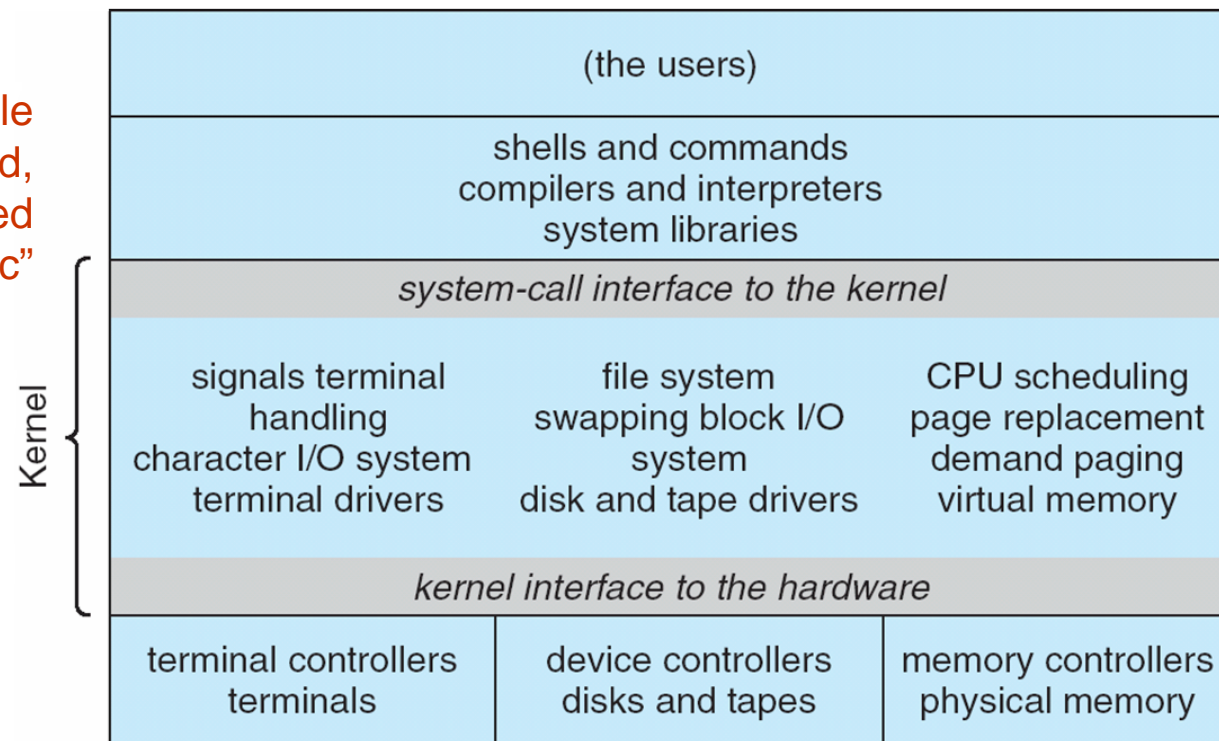 (the users)
le
d,
ed
c”
shells and commands
compilers and interpreters
system libraries
system-call interface to the kernel
Kernel
signals terminal
handling
character I/O system
terminal drivers
file system
swapping block I/O
system
disk and tape drivers
CPU scheduling
page replacement
demand paging
virtual memory
kernel interface to the hardware
terminal controllers
terminals
device controllers
disks and tapes
memory controllers
physical memory